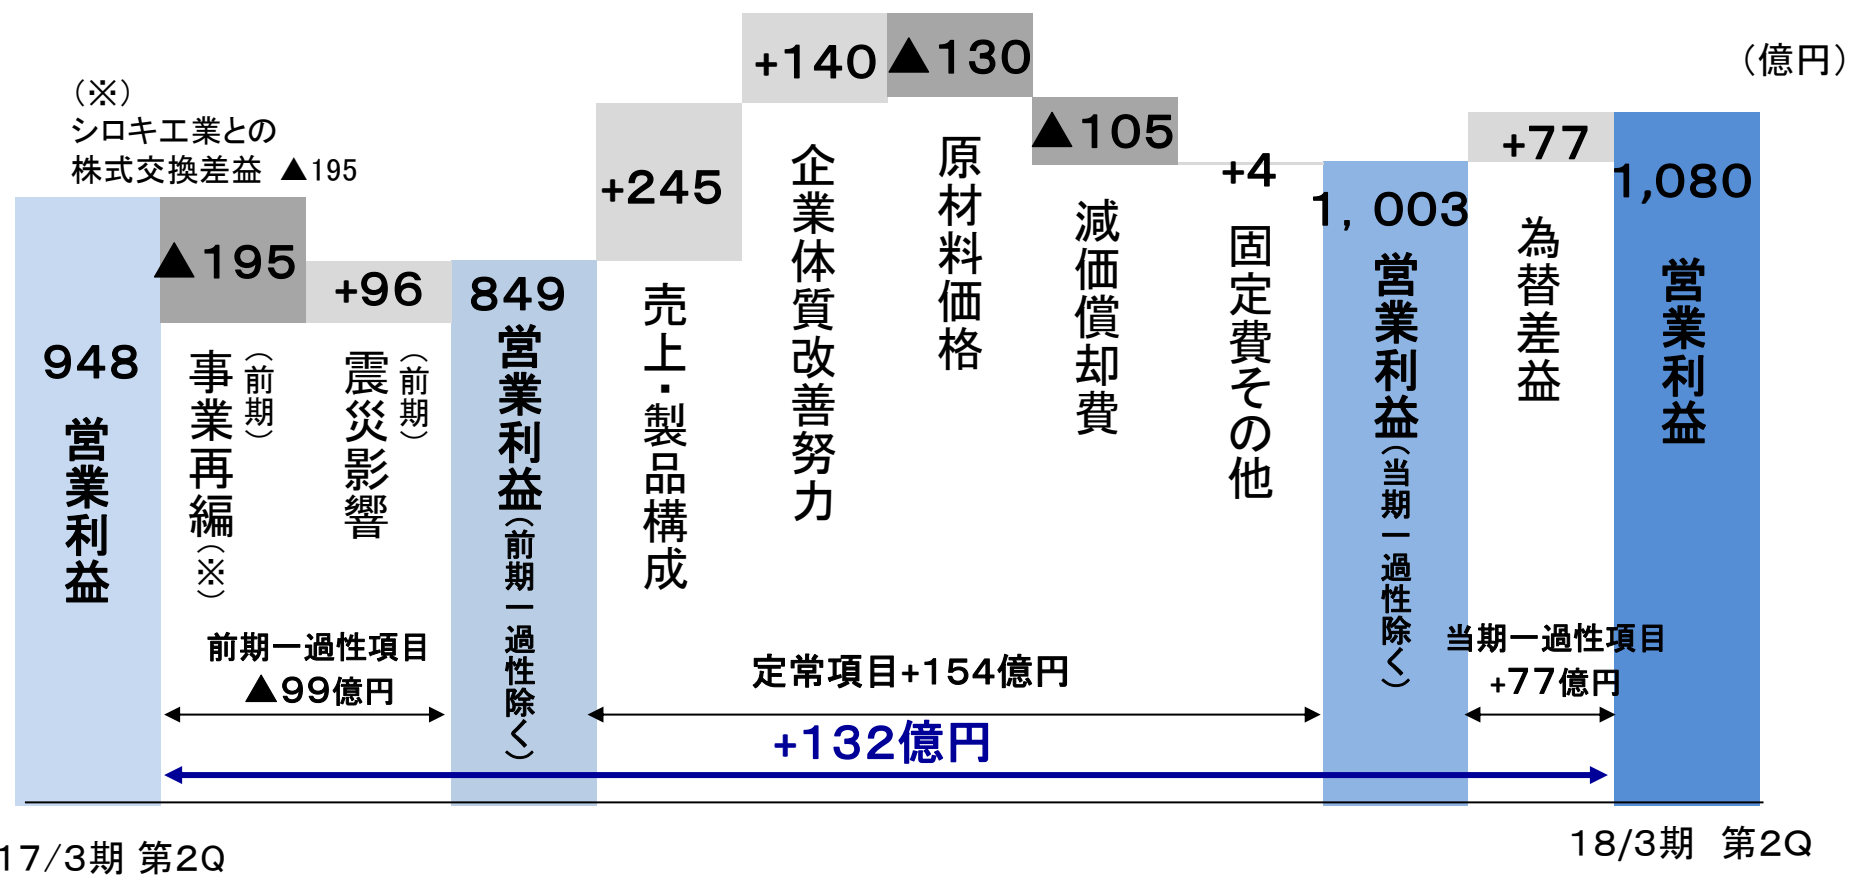 （億円）
（※）
シロキ工業との
株式交換差益 ▲195
948
営業利益
▲195
事業再編（※）
（前期）
+96
震災影響
（前期）
849
営業利益（前期一過性除く）
+245
売上・製品構成
+140
企業体質改善努力
▲130
原材料価格
▲105
減価償却費
+4
固定費その他
1，003
営業利益（当期一過性除く）
+77
為替差益
1,080
営業利益
前期一過性項目
▲99億円
定常項目+154億円
当期一過性項目
+77億円
+132億円
17/3期 第2Q
18/3期 第2Q